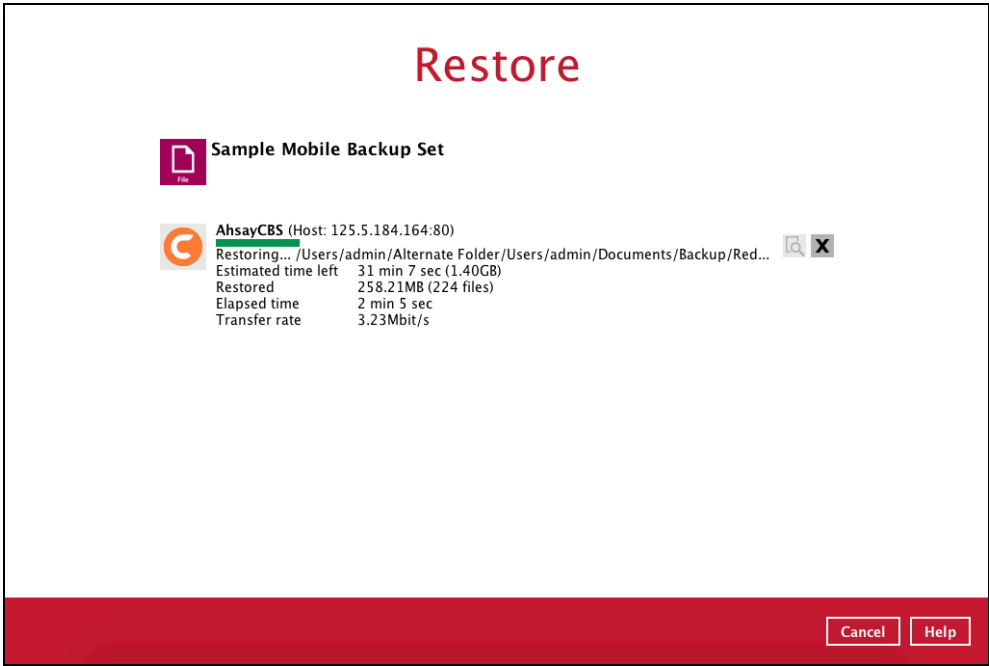 Restore
File
Sample Mobile Backup Set
AhsayCBS (Host: 125.5.184.164:80)
Restoring... /Users/admin/Alternate Folder/Users/admin/Documents/Backup/Red...
Estimated time left 31 min 7 sec (1.40GB)
Restored 258.21MB (224 files)
Elapsed time 2 min 5 sec
Transfer rate 3.23Mbit/s
X
Cancel Help